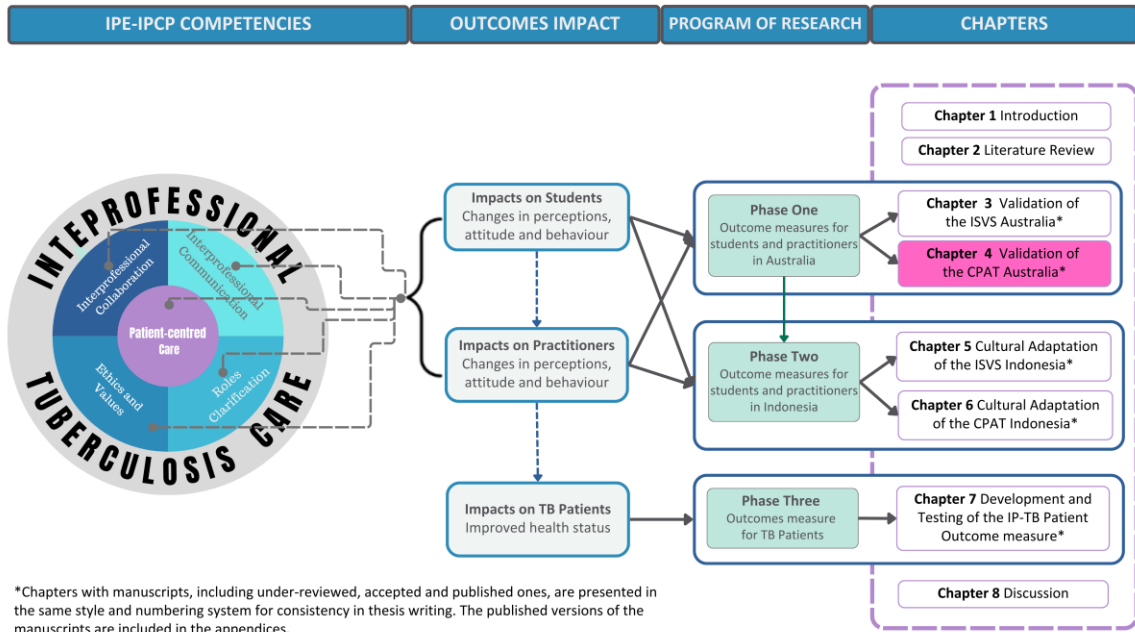 IPE-IPCP COMPETENCIES
OUTCOMES IMPACT
PROGRAM OF RESEARCH
CHAPTERS
INTEPROFESSIONAL
TUBERCULOSIS CARE
Interprofessional
Collaboration
Interprofessional
Communication
Patient-centred
Care
Ethics and
Values
Roles
Clarification
Impacts on Students
Changes in perceptions,
attitude and behaviour
Impacts on Practitioners
Changes in perceptions,
attitude and behaviour
Impacts on TB Patients
Improved health status
Phase One
Outcome measures for
students and practitioners
in Australia
Phase Two
Outcome measures for
students and practitioners
in Indonesia
Phase Three
Outcomes measure
for TB Patients
Chapter 1 Introduction
Chapter 2 Literature Review
Chapter 3 Validation of
the ISVS Australia*
Chapter 4 Validation of
the CPAT Australia*
Chapter 5 Cultural Adaptation
of the ISVS Indonesia*
Chapter 6 Cultural Adaptation
of the CPAT Indonesia*
Chapter 7 Development and
Testing of the IP-TB Patient
Outcome measure*
Chapter 8 Discussion
*Chapters with manuscripts, including under-reviewed, accepted and published ones, are presented in
the same style and numbering system for consistency in thesis writing. The published versions of the
manuscripts are included in the appendices.